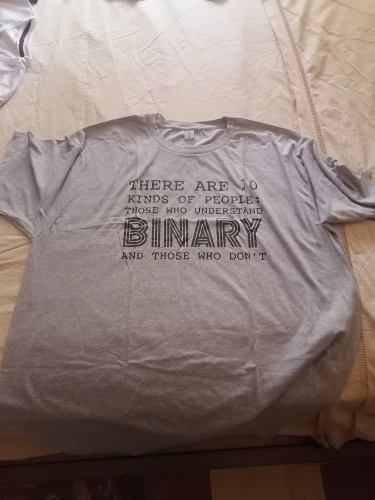 THERE ARE 10
KINDS OF PEOPLE:
THOSE WHO UNDERSTAND
BINARY
AND THOSE WHO DON'T